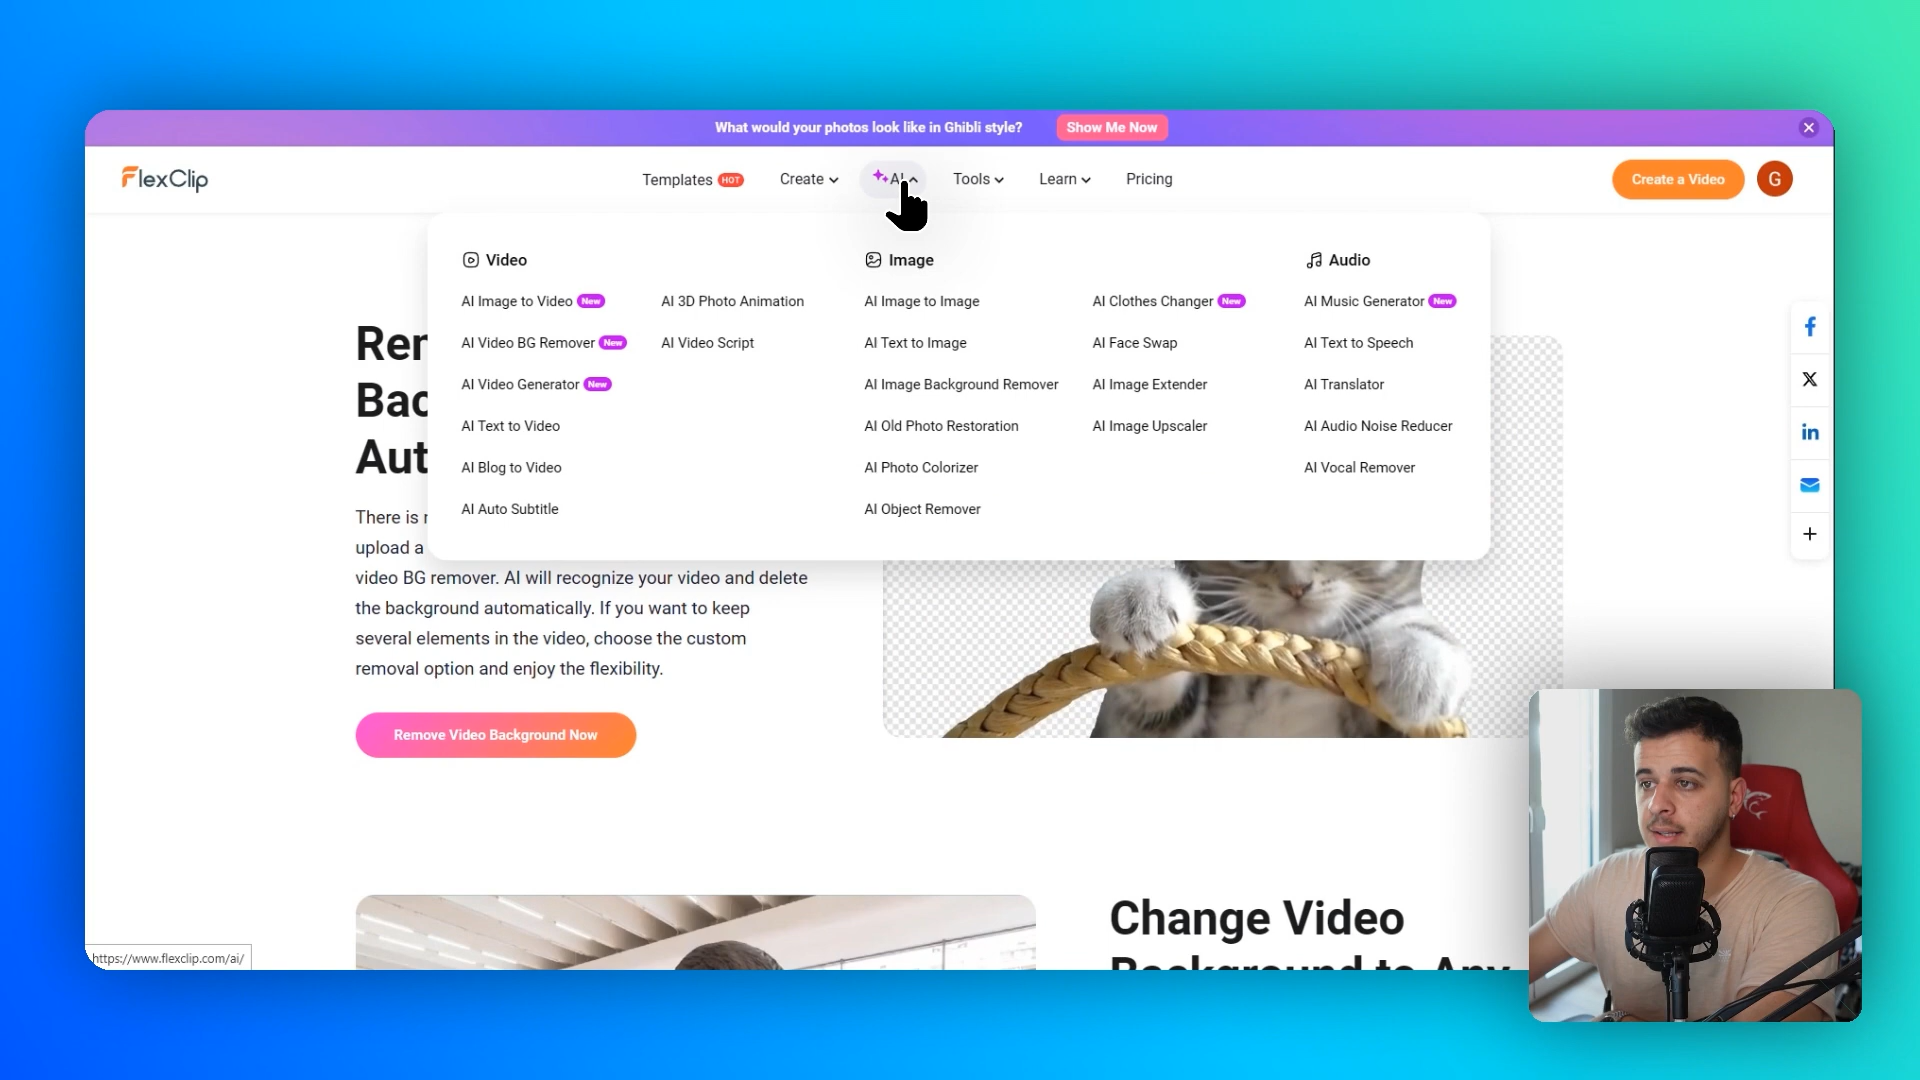 What would your photos look like in Ghibli style? Show Me Now
FlexClip
Templates HOT Create AI Tools Learn Pricing
Create a Video G
Video
AI Image to Video New
AI Video BG Remover New
AI Video Generator New
AI Text to Video
AI Blog to Video
AI Auto Subtitle
AI 3D Photo Animation
AI Video Script
Image
AI Image to Image
AI Text to Image
AI Image Background Remover
AI Old Photo Restoration
AI Photo Colorizer
AI Object Remover
AI Clothes Changer New
AI Face Swap
AI Image Extender
AI Image Upscaler
Audio
AI Music Generator New
AI Text to Speech
AI Translator
AI Audio Noise Reducer
AI Vocal Remover
There is
upload a
video BG remover. AI will recognize your video and delete
the background automatically. If you want to keep
several elements in the video, choose the custom
removal option and enjoy the flexibility.
Remove Video Background Now
Change Video
Background to Any
https://www.flexclip.com/ai/